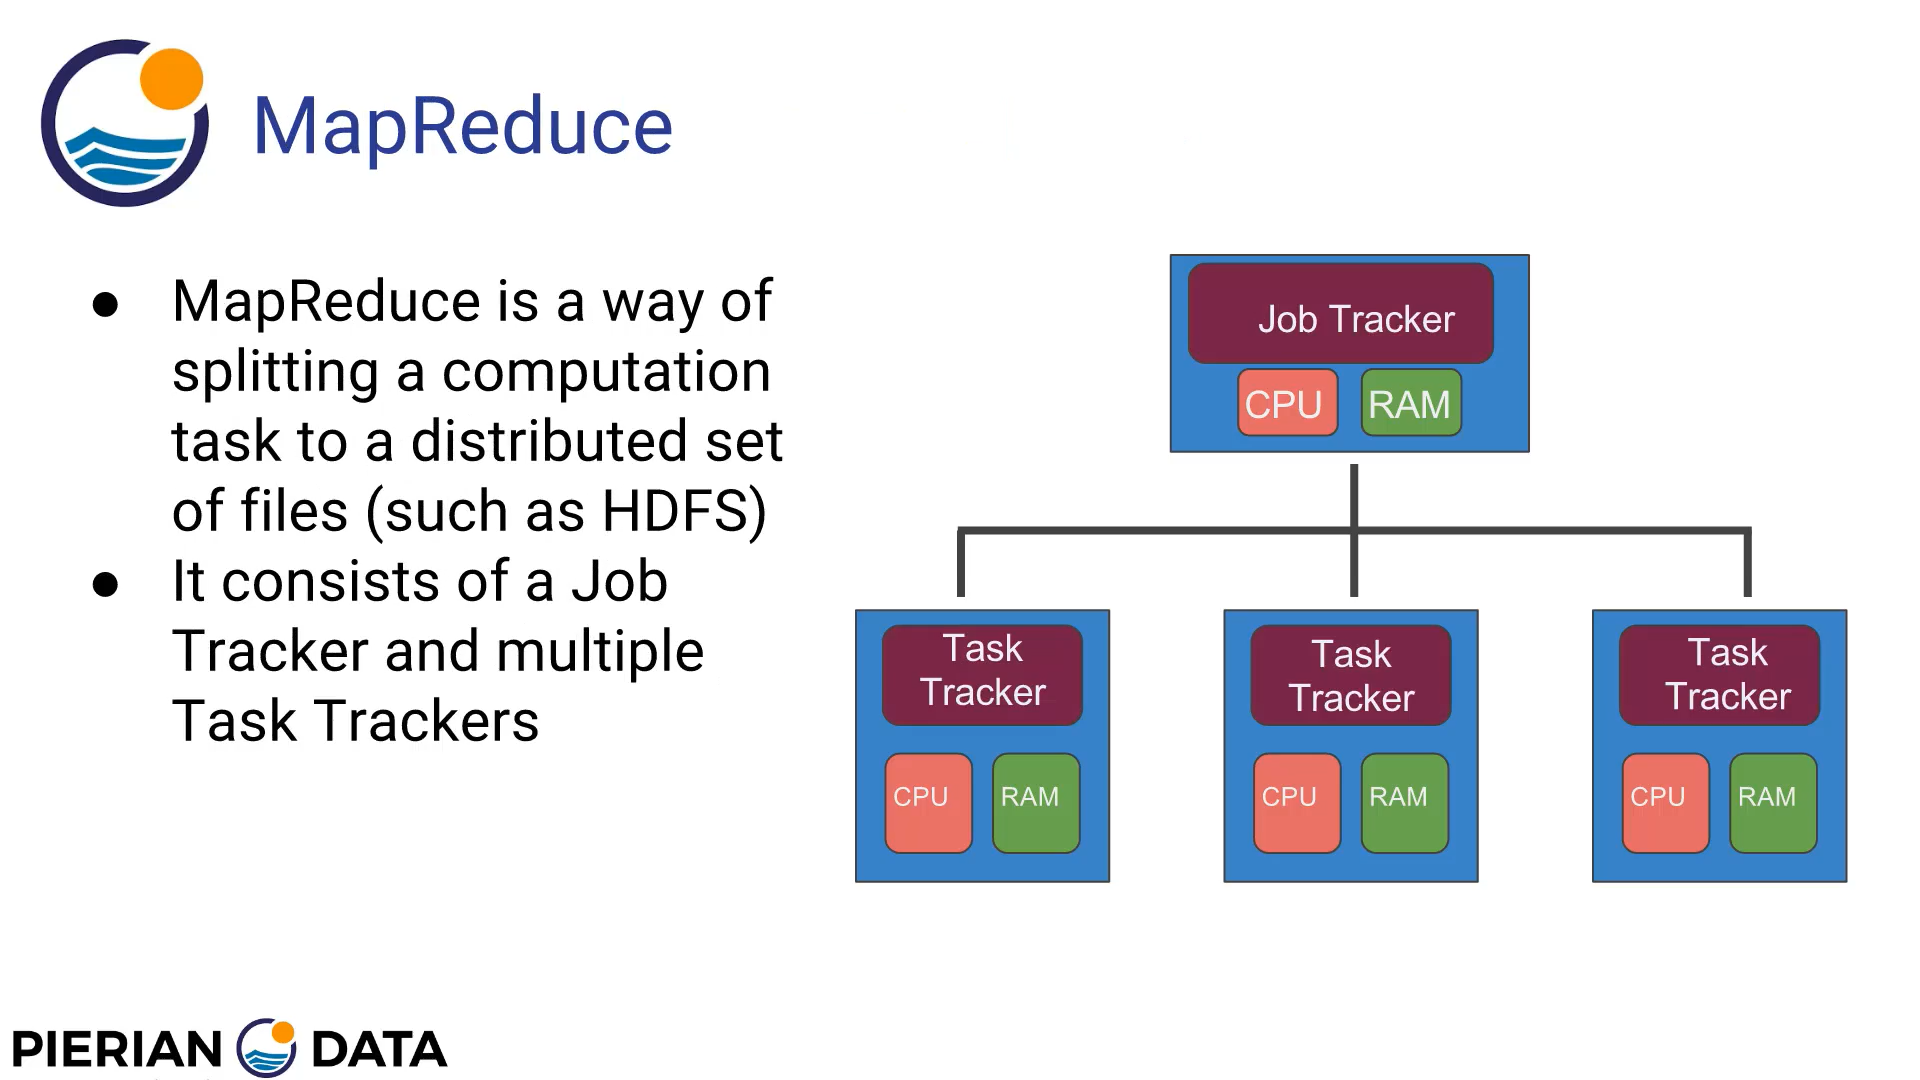 MapReduce
● MapReduce is a way of
splitting a computation
task to a distributed set
of files (such as HDFS)
● It consists of a Job
Tracker and multiple
Task Trackers
Job Tracker
CPU RAM
Task
Tracker
CPU RAM
Task
Tracker
CPU RAM
Task
Tracker
CPU RAM
PIERIAN DATA